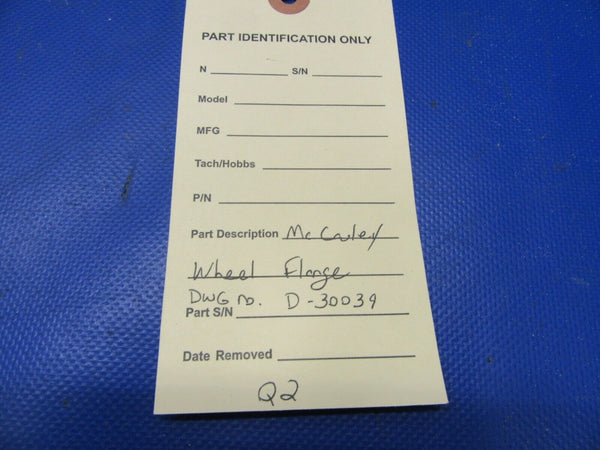 PART IDENTIFICATION ONLY
N S/N
Model
MFG
Tach/Hobbs
P/N
Part Description McCauley
Wheel Flange
DWG no. D-30039
Part S/N
Date Removed
Q2